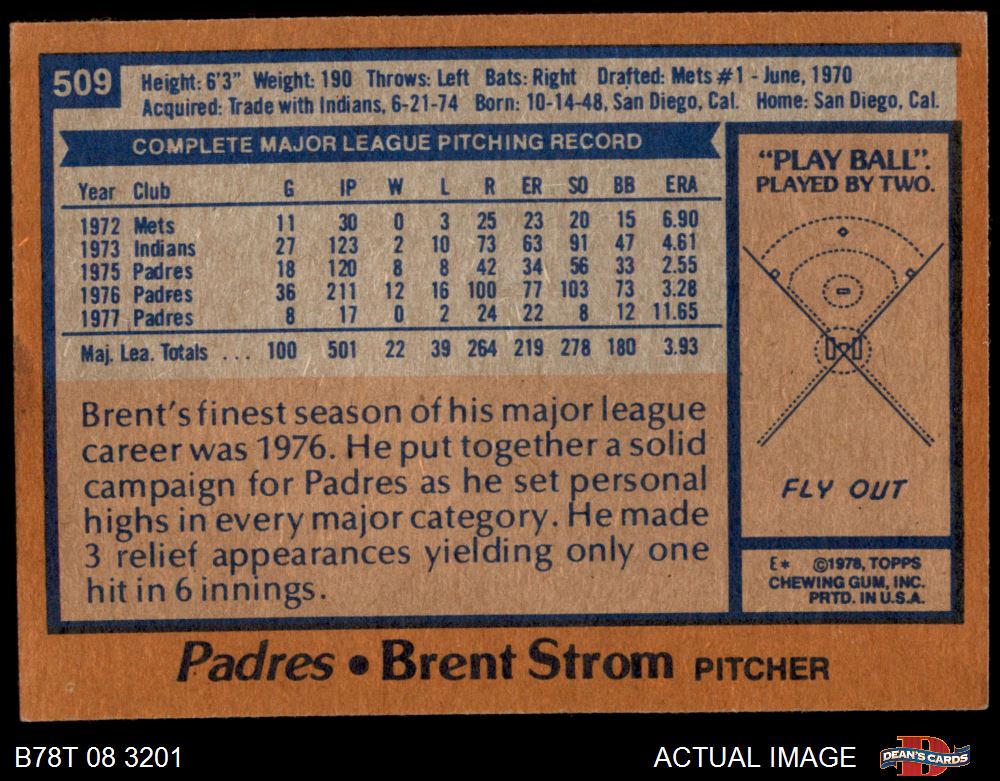 509
Height: 6'3" Weight: 190 Throws: Left Bats: Right Drafted: Mets #1 - June, 1970
Acquired: Trade with Indians, 6-21-74 Born: 10-14-48, San Diego, Cal. Home: San Diego, Cal.
COMPLETE MAJOR LEAGUE PITCHING RECORD
Year Club G IP W L R ER SO BB ERA
1972 Mets 11 30 0 3 25 23 20 15 6.90
1973 Indians 27 123 2 10 73 63 91 47 4.61
1975 Padres 18 120 8 8 42 34 56 33 2.55
1976 Padres 36 211 12 16 100 77 103 73 3.28
1977 Padres 8 17 0 2 24 22 8 12 11.65
Maj. Lea. Totals ... 100 501 22 39 264 219 278 180 3.93
Brent's finest season of his major league
career was 1976. He put together a solid
campaign for Padres as he set personal
highs in every major category. He made
3 relief appearances yielding only one
hit in 6 innings.
"PLAY BALL".
PLAYED BY TWO.
FLY OUT
E* ©1978, TOPPS
CHEWING GUM, INC.
PRTD. IN U.S.A.
Padres • Brent Strom PITCHER
B78T 08 3201
ACTUAL IMAGE
DEAN'S CARDS